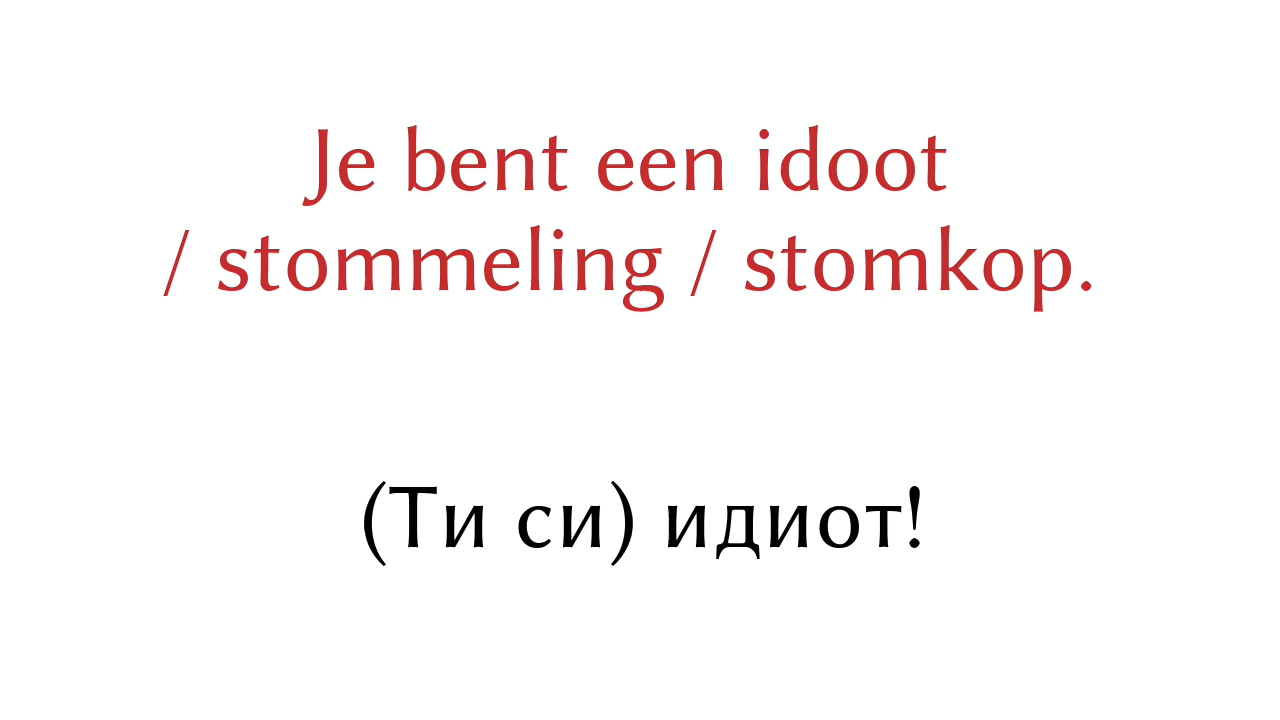 Je bent een idoot
/ stommeling / stomkop.
(Ти си) идиот!